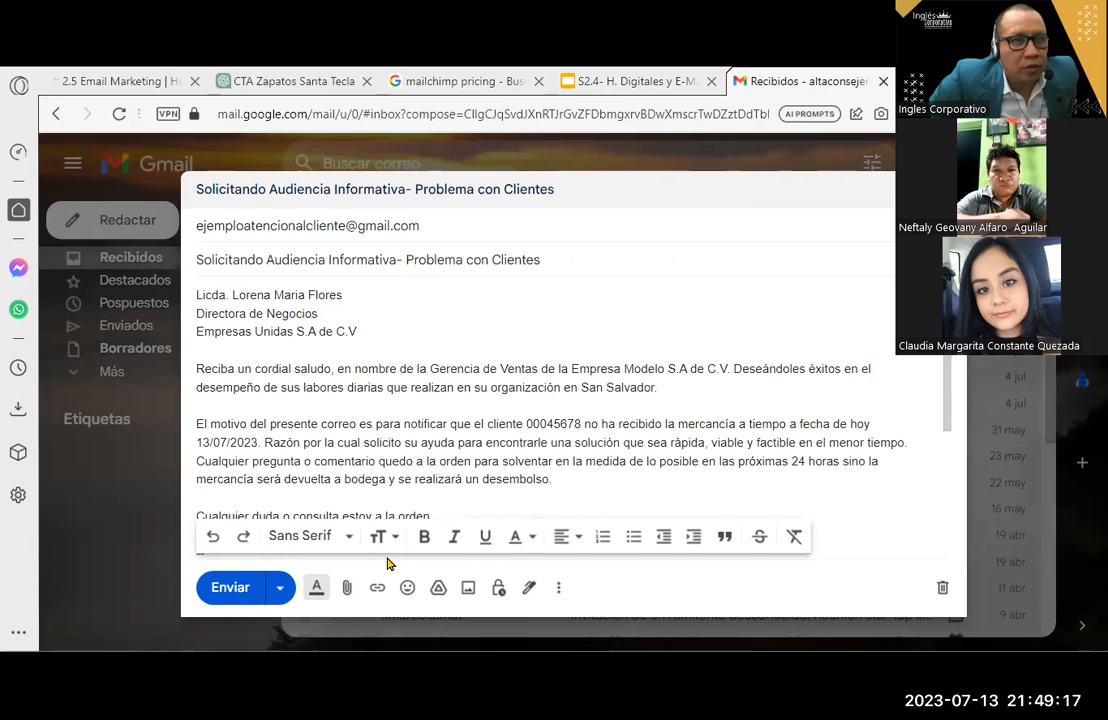 Inglés
Corporativo
Ingles Corporativo
Neftaly Geovany Alfaro Aguilar
Claudia Margarita Constante Quezada
2.5 Email Marketing | He
CTA Zapatos Santa Tecla
mailchimp pricing - Bus
S2.4- H. Digitales y E-M
Recibidos - altaconsejer
VPN
mail.google.com/mail/u/0/#inbox?compose=CllgCJqSvdJXnRTJrGvZFDbmgxrvBDwXmscrTwDZztDdTbl
AI PROMPTS
Gmail
Buscar correo
Redactar
Recibidos
Destacados
Pospuestos
Enviados
Borradores
Más
Etiquetas
Solicitando Audiencia Informativa- Problema con Clientes
ejemploatencionalcliente@gmail.com
Solicitando Audiencia Informativa- Problema con Clientes
Licda. Lorena Maria Flores
Directora de Negocios
Empresas Unidas S.A de C.V
Reciba un cordial saludo, en nombre de la Gerencia de Ventas de la Empresa Modelo S.A de C.V. Deseándoles éxitos en el
desempeño de sus labores diarias que realizan en su organización en San Salvador.
El motivo del presente correo es para notificar que el cliente 00045678 no ha recibido la mercancía a tiempo a fecha de hoy
13/07/2023. Razón por la cual solicito su ayuda para encontrarle una solución que sea rápida, viable y factible en el menor tiempo.
Cualquier pregunta o comentario quedo a la orden para solventar en la medida de lo posible en las próximas 24 horas sino la
mercancía será devuelta a bodega y se realizará un desembolso.
Cualquier duda o consulta estoy a la orden
Sans Serif
Enviar
4 jul
4 jul
31 may
23 may
22 may
16 may
19 abr
19 abr
11 abr
9 abr
2023-07-13 21:49:17